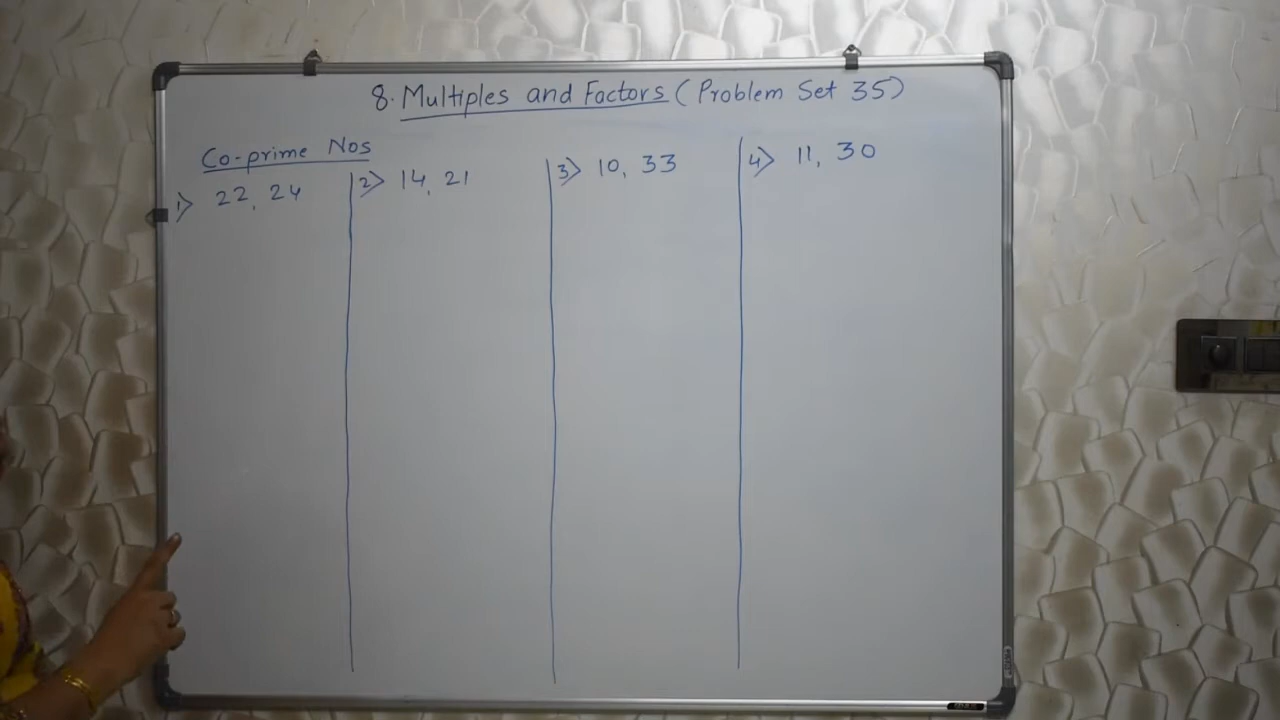 8. Multiples and Factors (Problem Set 35)
Co-prime Nos
1) 22, 24
2) 14, 21
3) 10, 33
4) 11, 30